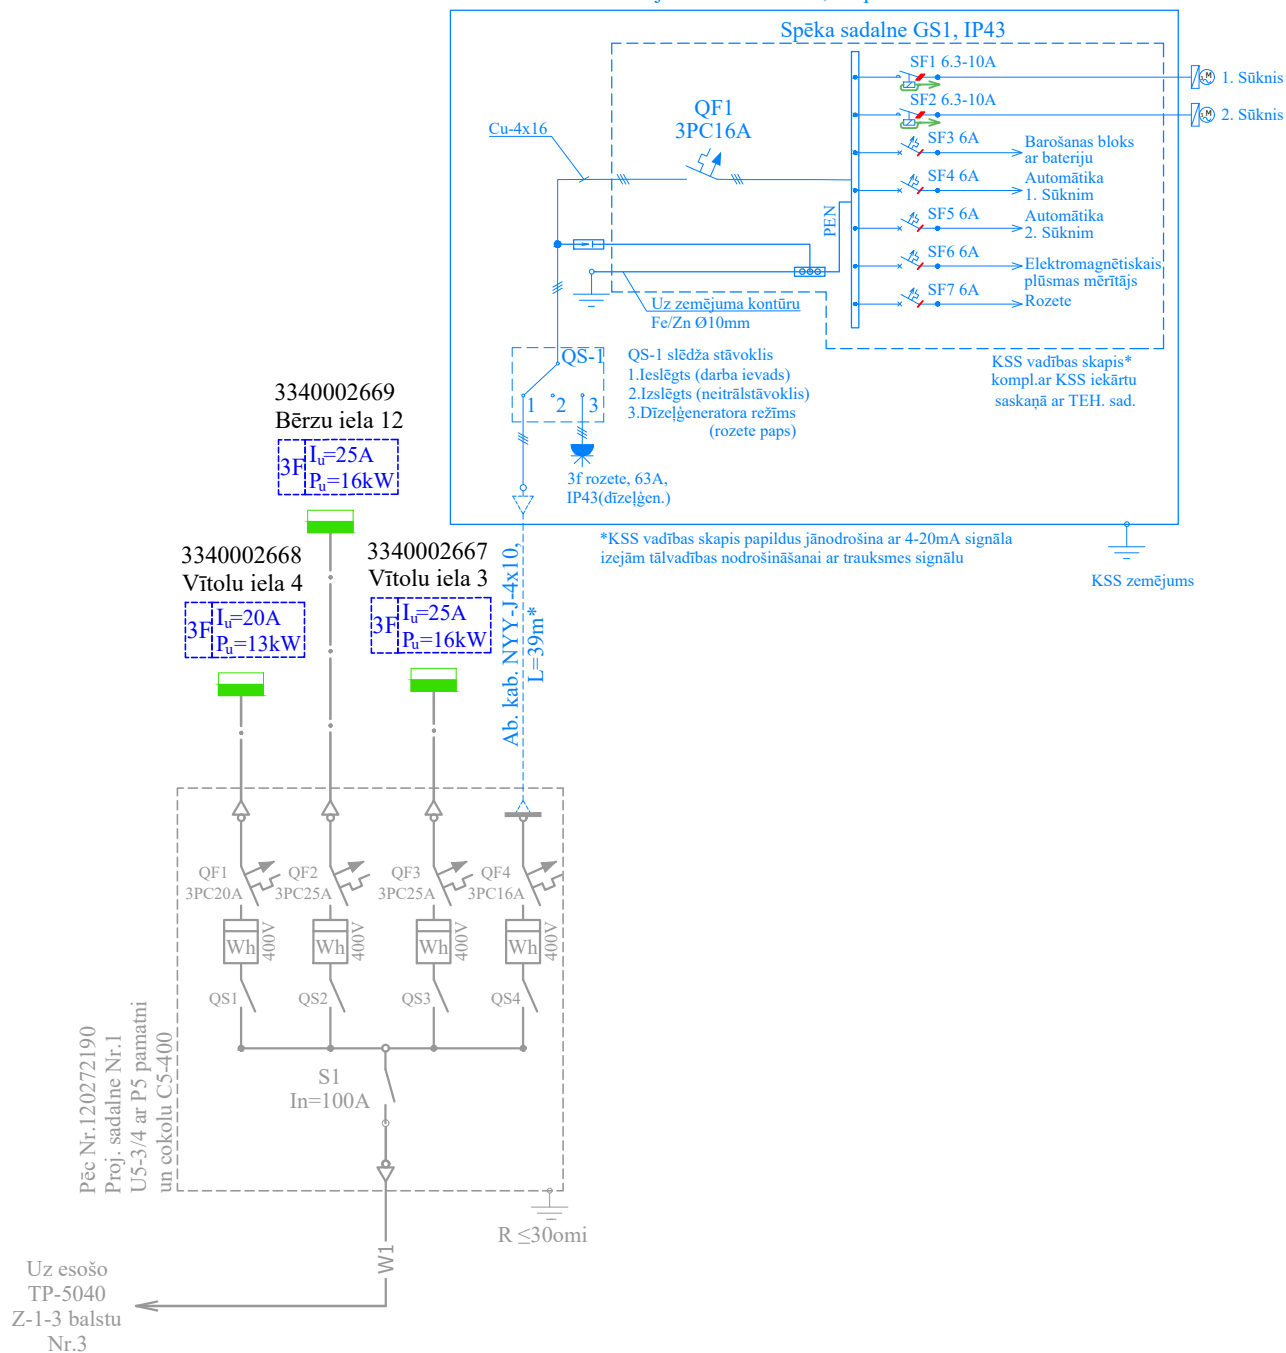 Spēka sadalne GS1, IP43
SF1 6.3-10A
1. Sūknis
SF2 6.3-10A
2. Sūknis
QF1
3PC16A
Cu-4x16
SF3 6A
Barošanas bloks
ar bateriju
SF4 6A
Automātika
1. Sūknim
SF5 6A
Automātika
2. Sūknim
PEN
SF6 6A
Elektromagnētiskais
plūsmas mērītājs
SF7 6A
Rozete
Uz zemējuma kontūru
Fe/Zn Ø10mm
QS-1
1
2
3
QS-1 slēdža stāvoklis
1.Ieslēgts (darba ievads)
2.Izslēgts (neitrālstāvoklis)
3.Dīzeļģeneratora režīms
(rozete paps)
KSS vadības skapis*
kompl.ar KSS iekārtu
saskaņā ar TEH. sad.
3f rozete, 63A,
IP43(dīzeļģen.)
*KSS vadības skapis papildus jānodrošina ar 4-20mA signāla
izejām tālvadības nodrošināšanai ar trauksmes signālu
KSS zemējums
3340002669
Bērzu iela 12
3F
Iu=25A
Pu=16kW
3340002668
Vītolu iela 4
3F
Iu=20A
Pu=13kW
3340002667
Vītolu iela 3
3F
Iu=25A
Pu=16kW
Ab. kab. NYY-J-4x10,
L=39m*
QF1
3PC20A
QF2
3PC25A
QF3
3PC25A
QF4
3PC16A
Wh
400V
Wh
400V
Wh
400V
Wh
400V
QS1
QS2
QS3
QS4
S1
In=100A
Pēc Nr.120272190
Proj. sadalne Nr.1
U5-3/4 ar P5 pamatni
un cokolu C5-400
R ≤30omi
W1
Uz esošo
TP-5040
Z-1-3 balstu
Nr.3
M
M